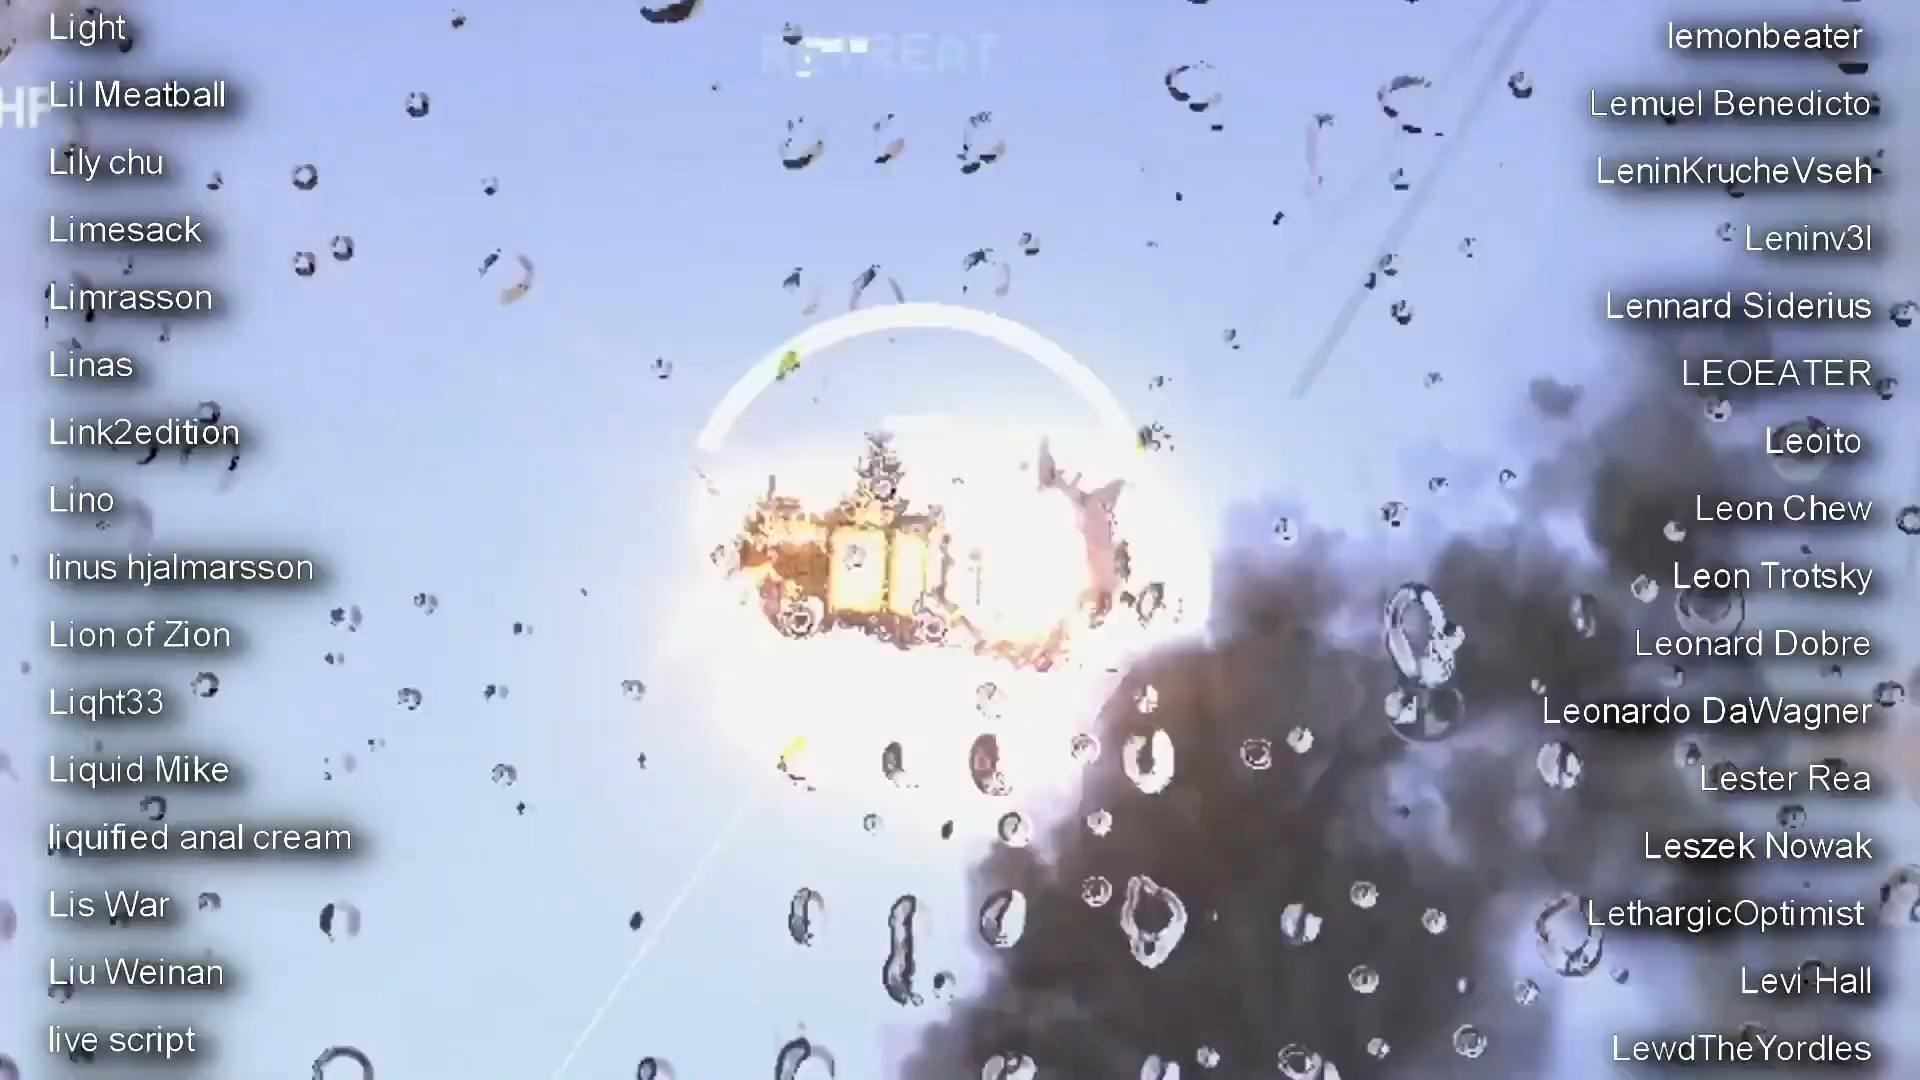 Light
Lil Meatball
Lily chu
Limesack
Limrasson
Linas
Link2edition
Lino
linus hjalmarsson
Lion of Zion
Liqht33
Liquid Mike
liquified anal cream
Lis War
Liu Weinan
live script
RETREAT
lemonbeater
Lemuel Benedicto
LeninKrucheVseh
Leninv3l
Lennard Siderius
LEOEATER
Leoito
Leon Chew
Leon Trotsky
Leonard Dobre
Leonardo DaWagner
Lester Rea
Leszek Nowak
LethargicOptimist
Levi Hall
LewdTheYordles